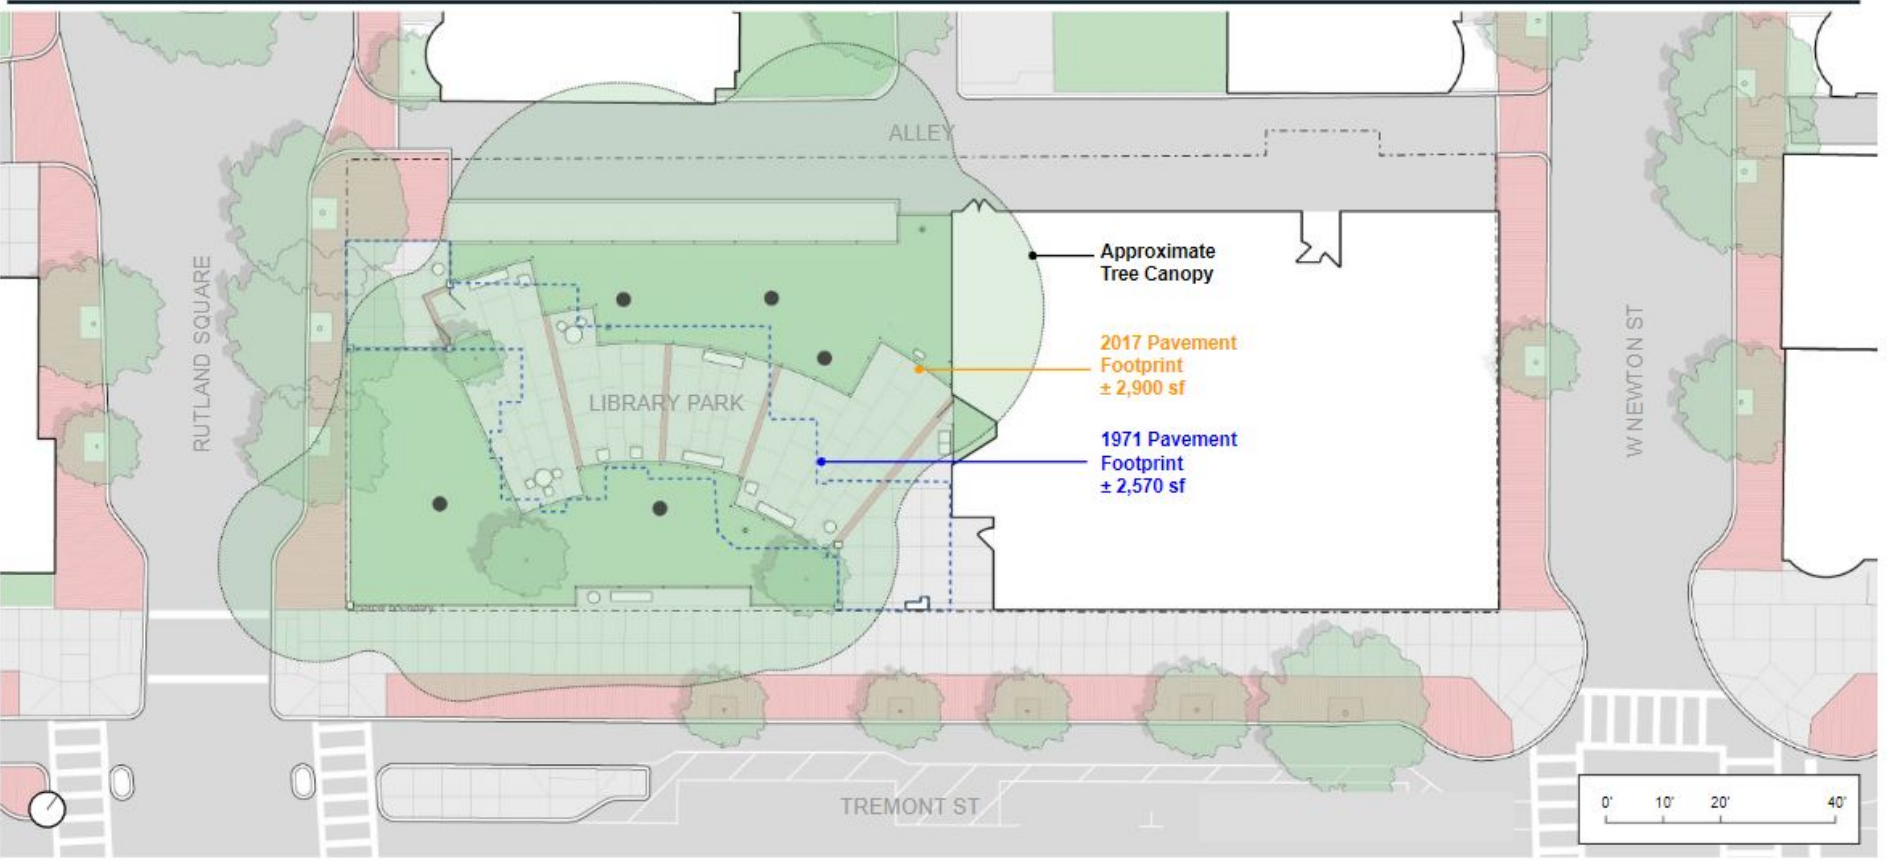 ALLEY
RUTLAND SQUARE
Approximate
Tree Canopy
2017 Pavement
Footprint
± 2,900 sf
W NEWTON ST
LIBRARY PARK
1971 Pavement
Footprint
± 2,570 sf
TREMONT ST
0' 10' 20' 40'